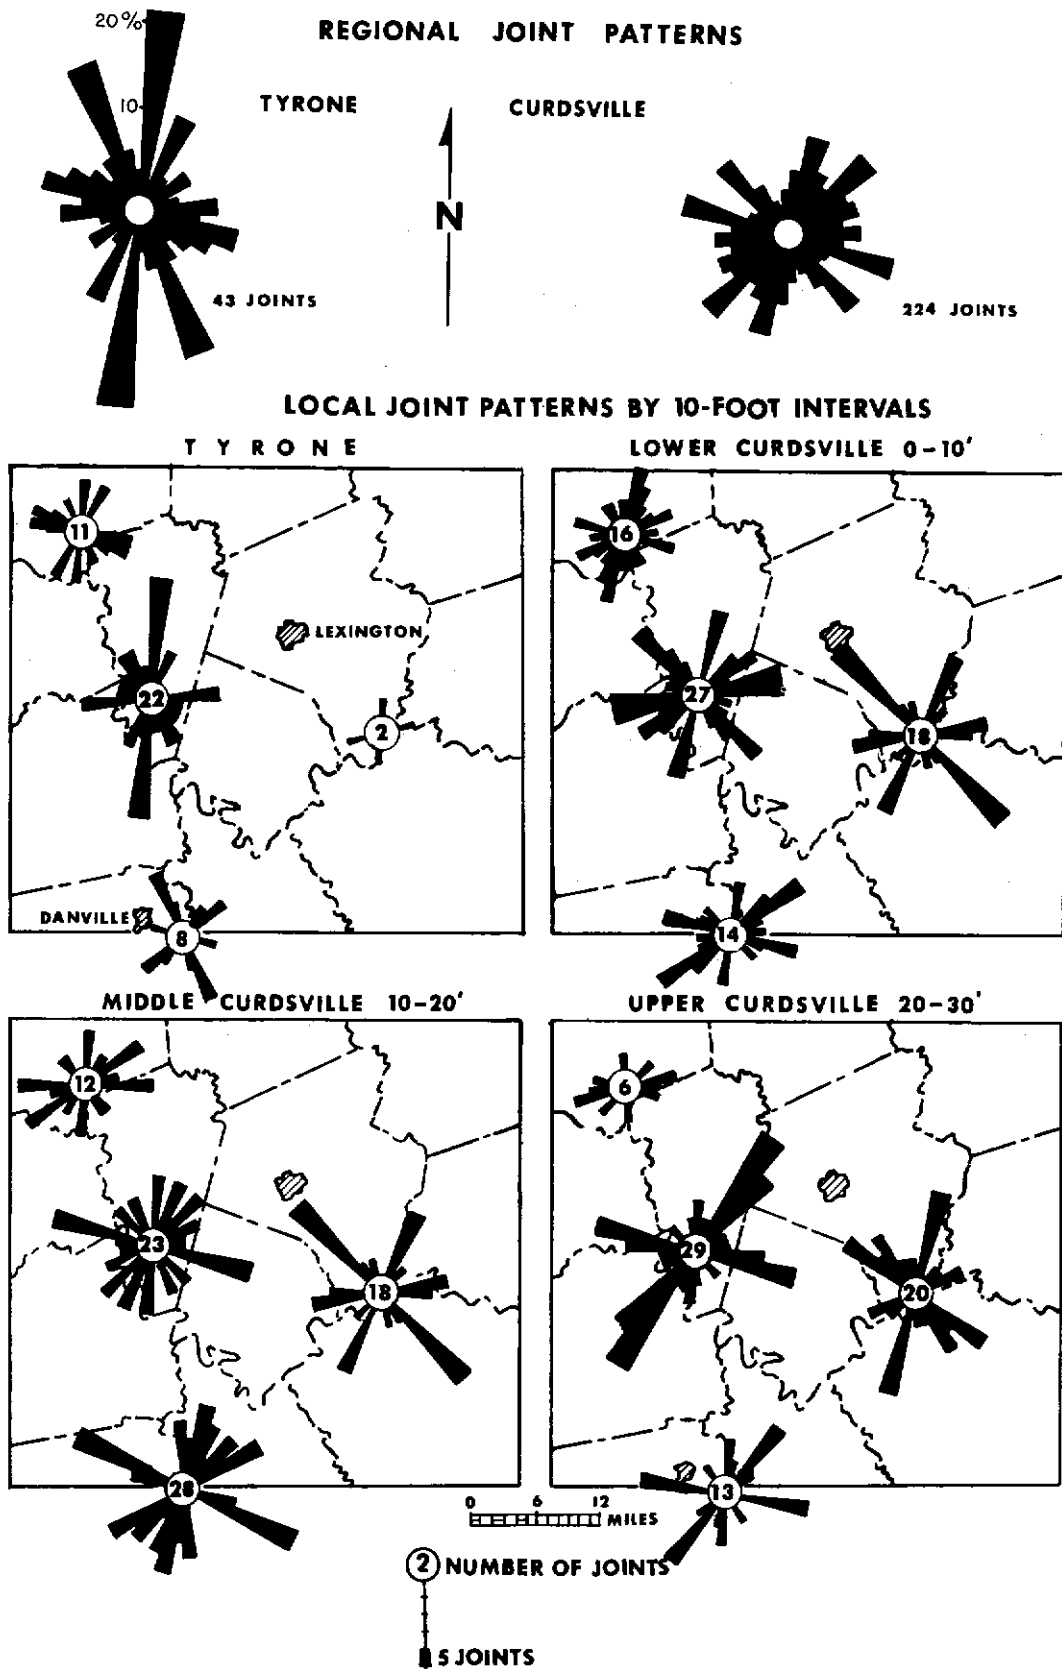 REGIONAL JOINT PATTERNS
20%
10
TYRONE
CURDSVILLE
N
43 JOINTS
224 JOINTS
LOCAL JOINT PATTERNS BY 10-FOOT INTERVALS
TYRONE
LOWER CURDSVILLE 0-10'
11
16
LEXINGTON
22
2
27
18
DANVILLE
8
14
MIDDLE CURDSVILLE 10-20'
UPPER CURDSVILLE 20-30'
12
6
23
29
18
20
28
13
0 6 12
MILES
2 NUMBER OF JOINTS
5 JOINTS